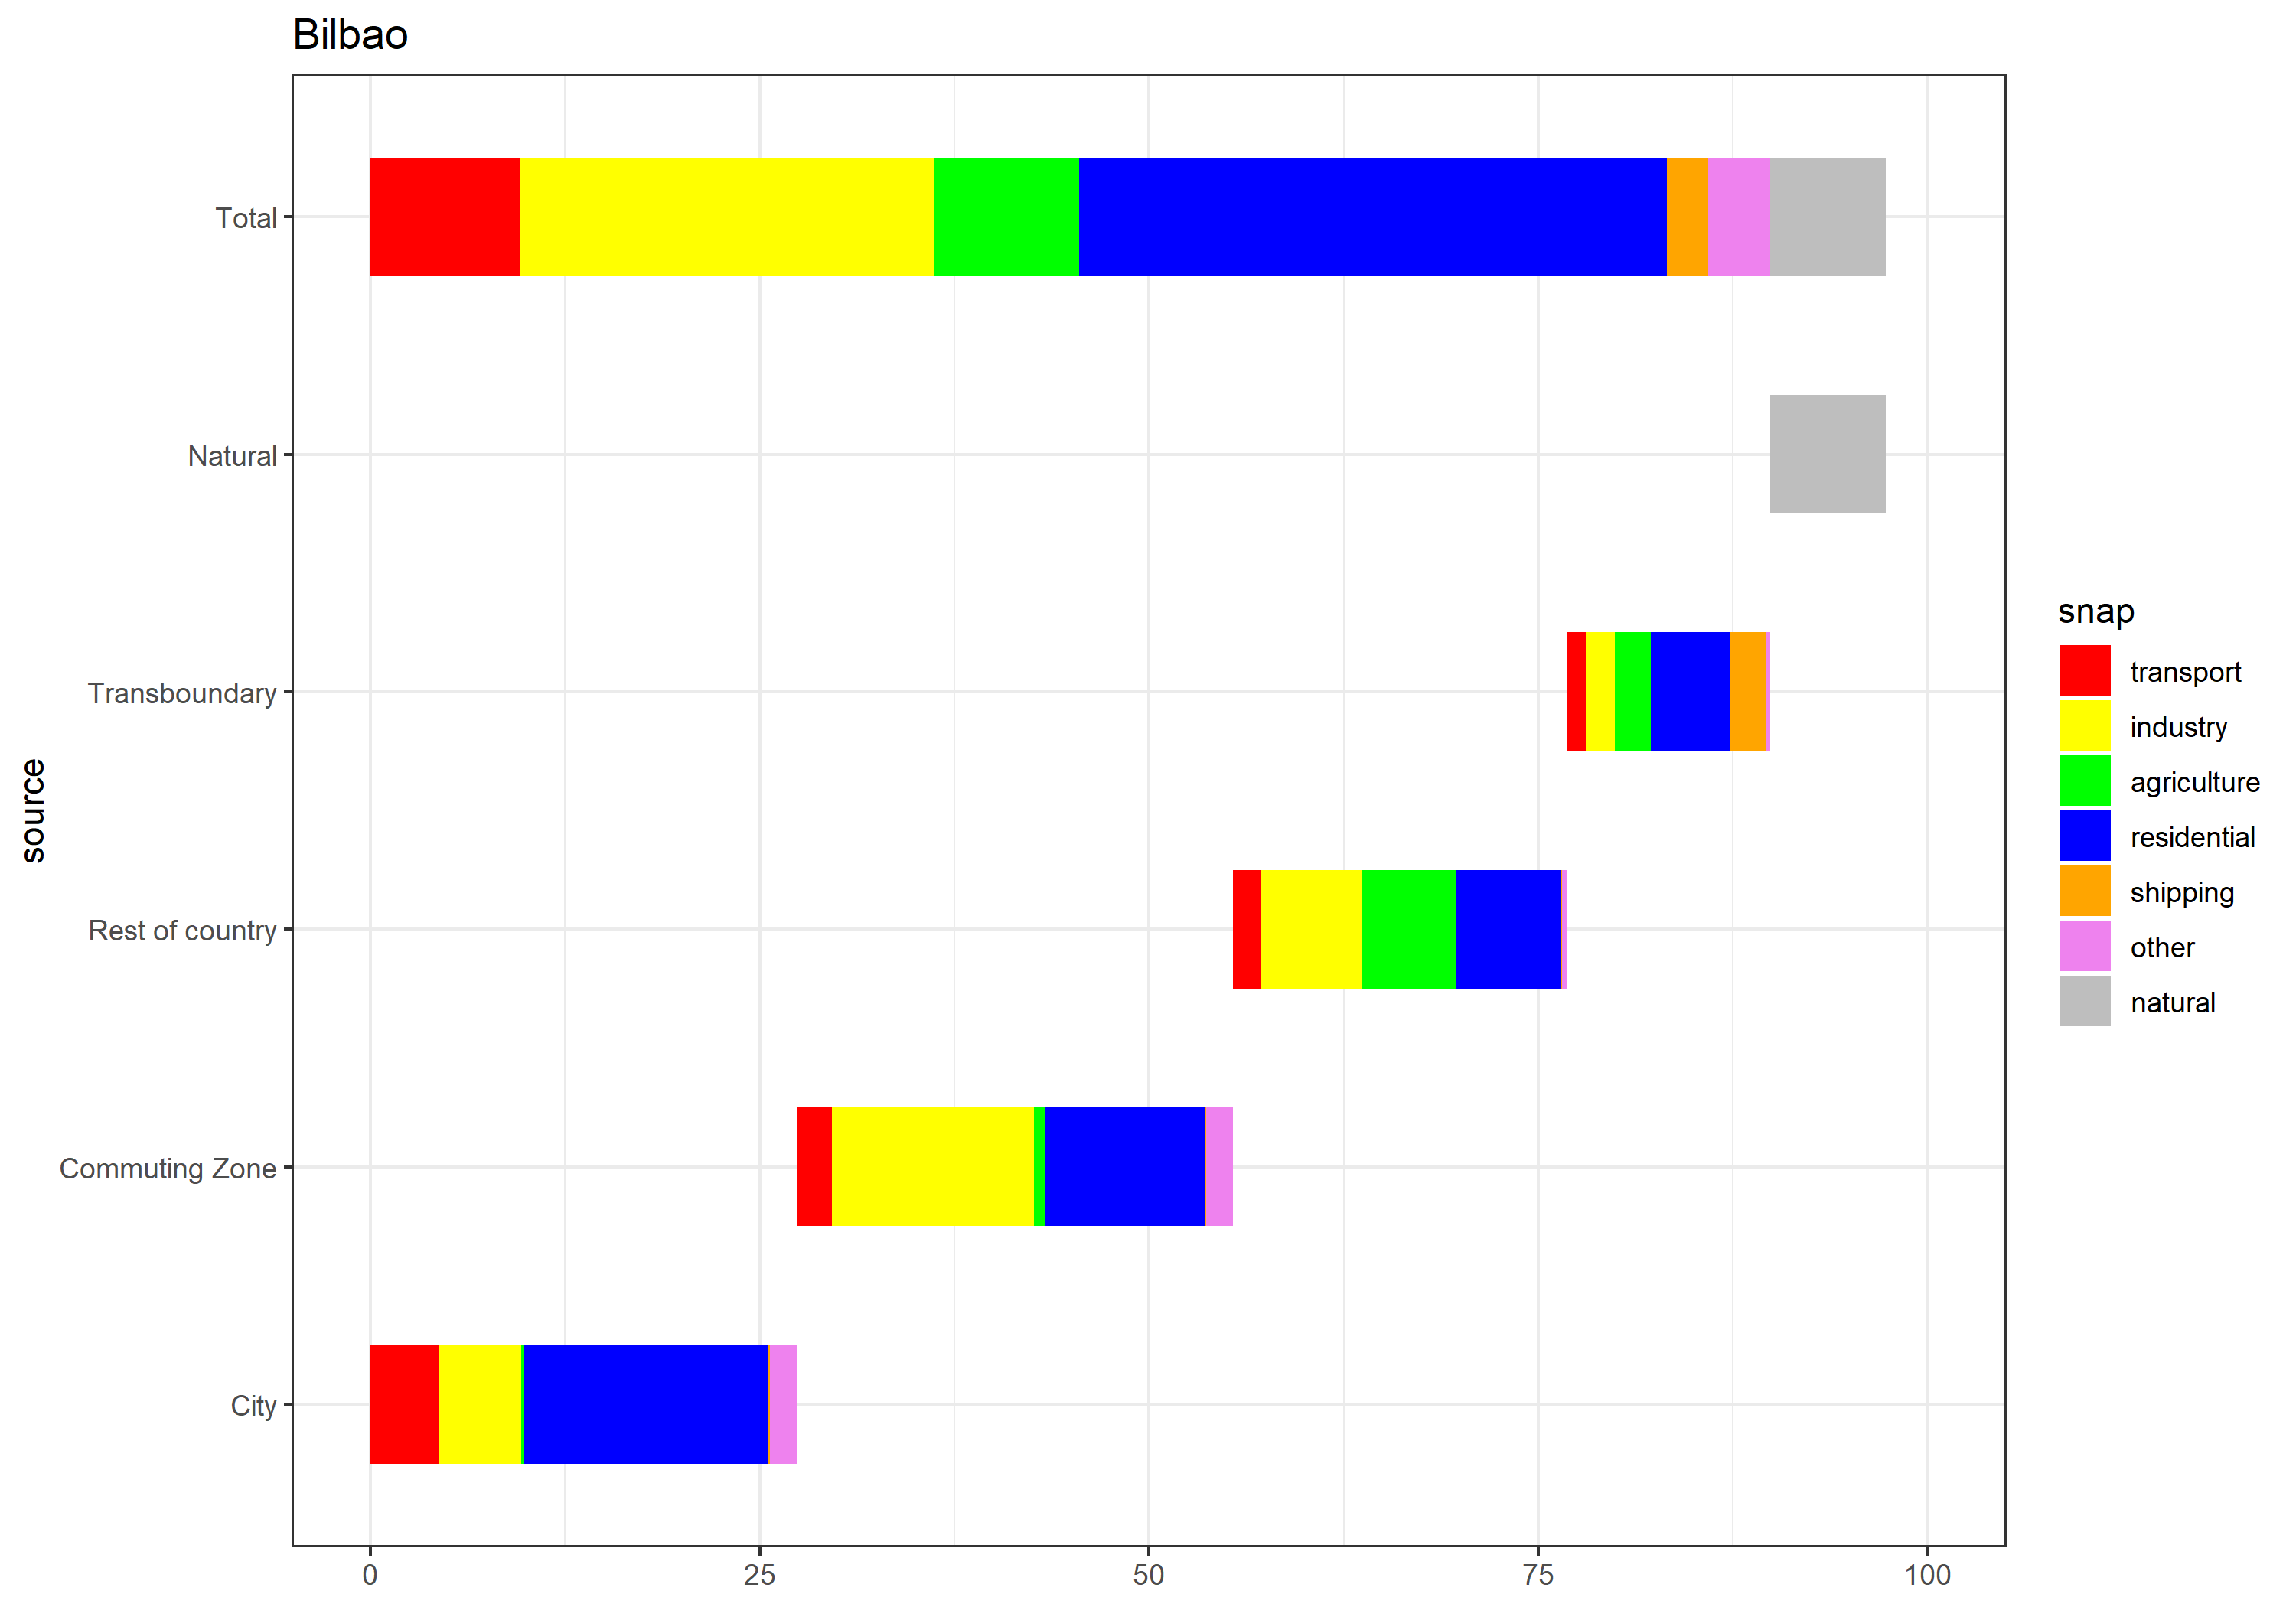 Bilbao
Total
Natural
Transboundary
Rest of country
Commuting Zone
City
source
0
25
50
75
100
snap
transport
industry
agriculture
residential
shipping
other
natural